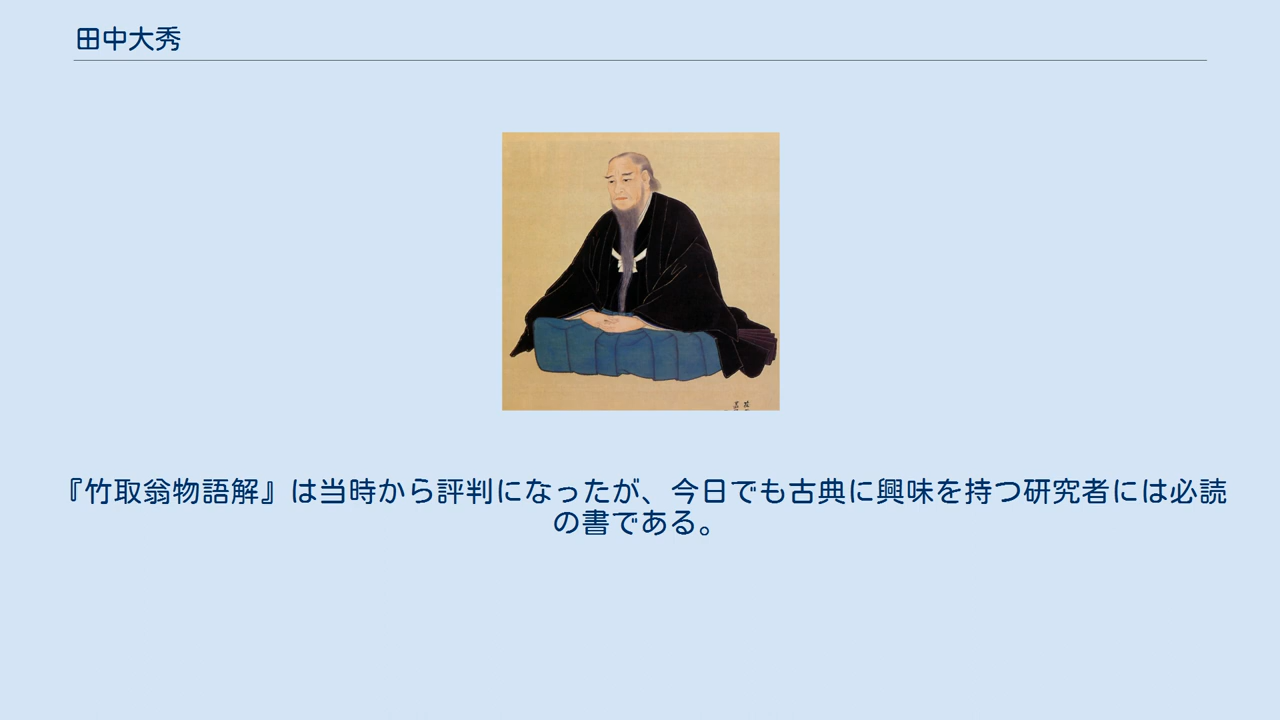 田中大秀
『竹取翁物語解』は当時から評判になったが、今日でも古典に興味を持つ研究者には必読
の書である。